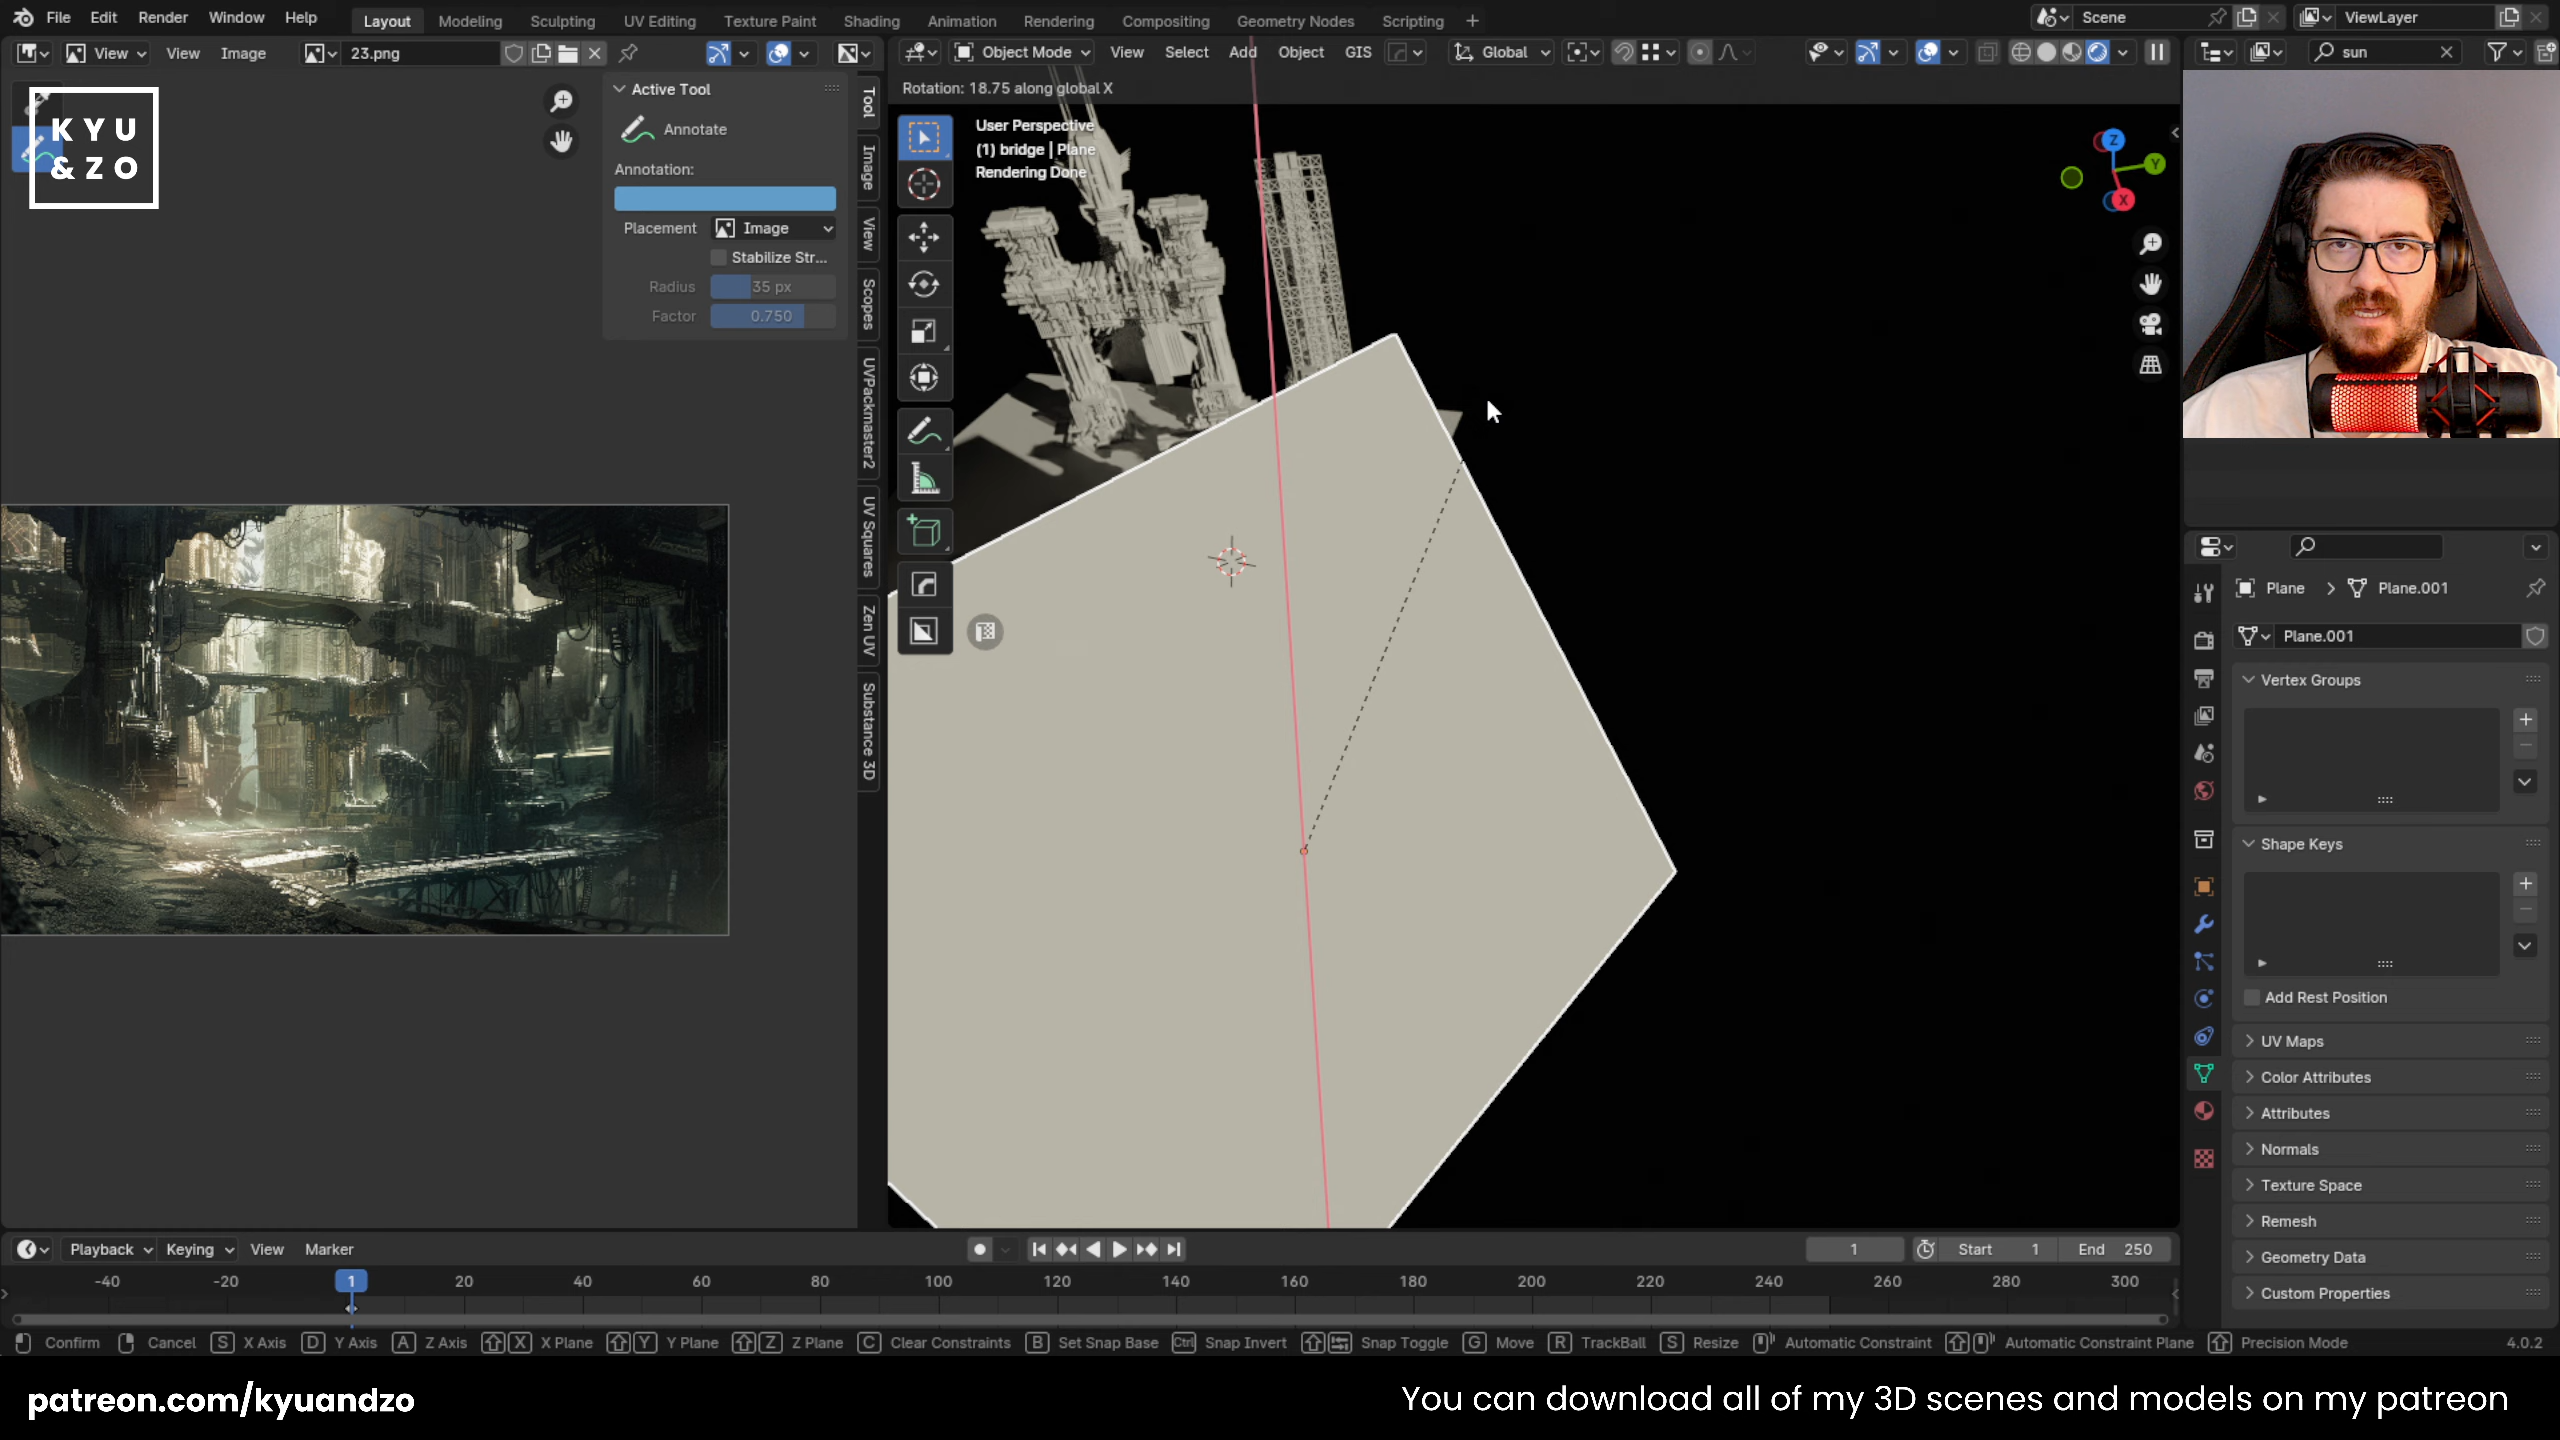 File Edit Render Window Help Layout Modeling Sculpting UV Editing Texture Paint Shading Animation Rendering Compositing Geometry Nodes Scripting + Scene ViewLayer
View View Image 23.png Object Mode View Select Add Object GIS Global sun
KYU
&ZO
Active Tool
Annotate
Annotation:
Placement Image
Stabilize Str...
Radius 35 px
Factor 0.750
Tool
Image
View
Scopes
UVPackmaster2
UV Squares
Zen UV
Substance 3D
Rotation: 18.75 along global X
User Perspective
(1) bridge | Plane
Rendering Done
Z
Y
X
Plane > Plane.001
Plane.001
Vertex Groups
Shape Keys
Add Rest Position
UV Maps
Color Attributes
Attributes
Normals
Texture Space
Remesh
Geometry Data
Custom Properties
Playback Keying View Marker 1 Start 1 End 250
-40 -20 1 20 40 60 80 100 120 140 160 180 200 220 240 260 280 300
Confirm Cancel S X Axis D Y Axis A Z Axis X X Plane Y Y Plane Z Z Plane C Clear Constraints B Set Snap Base Ctrl Snap Invert Snap Toggle G Move R TrackBall S Resize Automatic Constraint Automatic Constraint Plane Precision Mode 4.0.2
patreon.com/kyuandzo
You can download all of my 3D scenes and models on my patreon